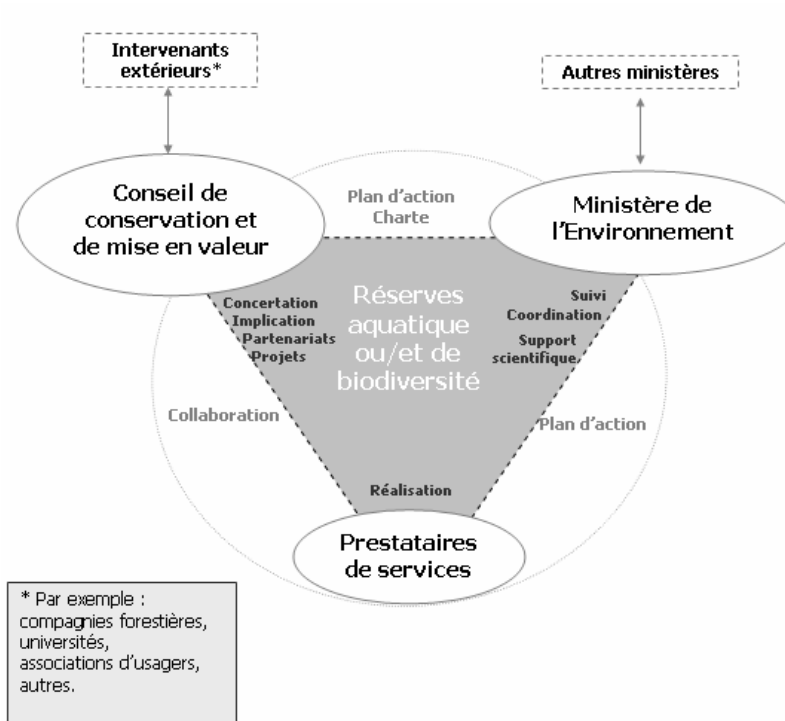 Intervenants
extérieurs*
Autres ministères
Conseil de
conservation et
de mise en valeur
Plan d'action
Charte
Ministère de
l'Environnement
Concertation
Implication
Partenariats
Projets
Réserves
aquatique
ou/et de
biodiversité
Suivi
Coordination
Support
scientifique
Collaboration
Plan d'action
Réalisation
Prestataires
de services
* Par exemple :
compagnies forestières,
universités,
associations d'usagers,
autres.